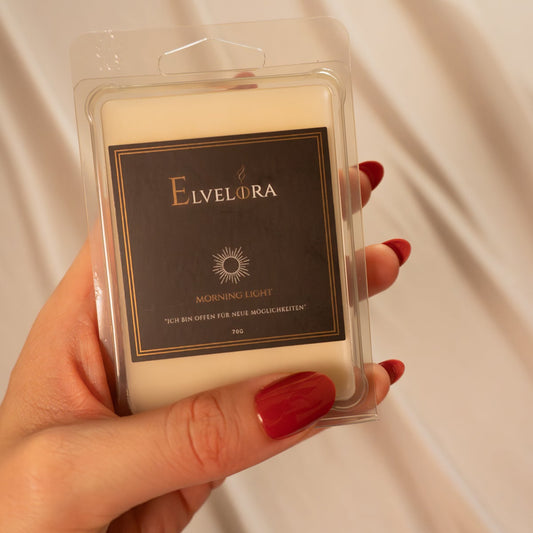 ELVELORA
MORNING LIGHT
"ICH BIN OFFEN FÜR NEUE MÖGLICHKEITEN"
70G